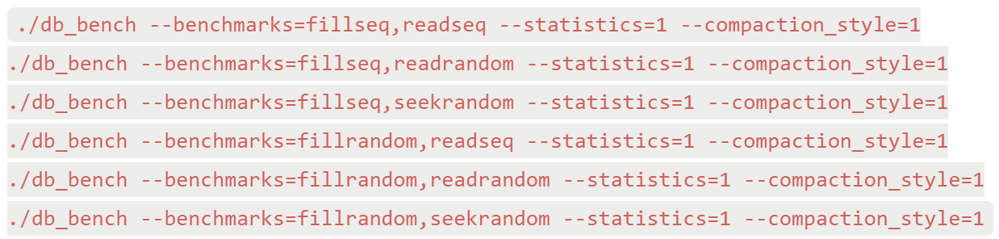 ./db_bench --benchmarks=fillseq,readseq --statistics=1 --compaction_style=1
./db_bench --benchmarks=fillseq,readrandom --statistics=1 --compaction_style=1
./db_bench --benchmarks=fillseq,seekrandom --statistics=1 --compaction_style=1
./db_bench --benchmarks=fillrandom,readseq --statistics=1 --compaction_style=1
./db_bench --benchmarks=fillrandom,readrandom --statistics=1 --compaction_style=1
./db_bench --benchmarks=fillrandom,seekrandom --statistics=1 --compaction_style=1